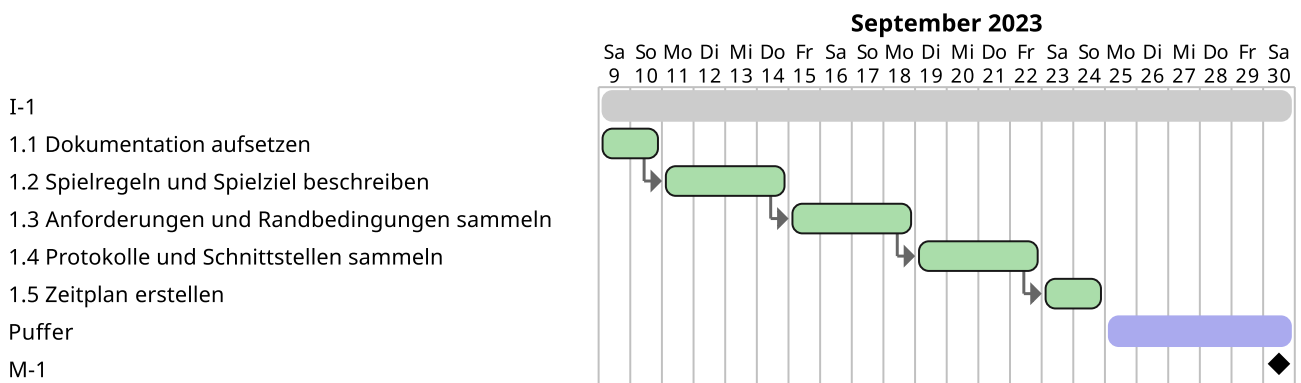 September 2023
Sa So Mo Di Mi Do Fr Sa So Mo Di Mi Do Fr Sa So Mo Di Mi Do Fr Sa
9 10 11 12 13 14 15 16 17 18 19 20 21 22 23 24 25 26 27 28 29 30
I-1
1.1 Dokumentation aufsetzen
1.2 Spielregeln und Spielziel beschreiben
1.3 Anforderungen und Randbedingungen sammeln
1.4 Protokolle und Schnittstellen sammeln
1.5 Zeitplan erstellen
Puffer
M-1